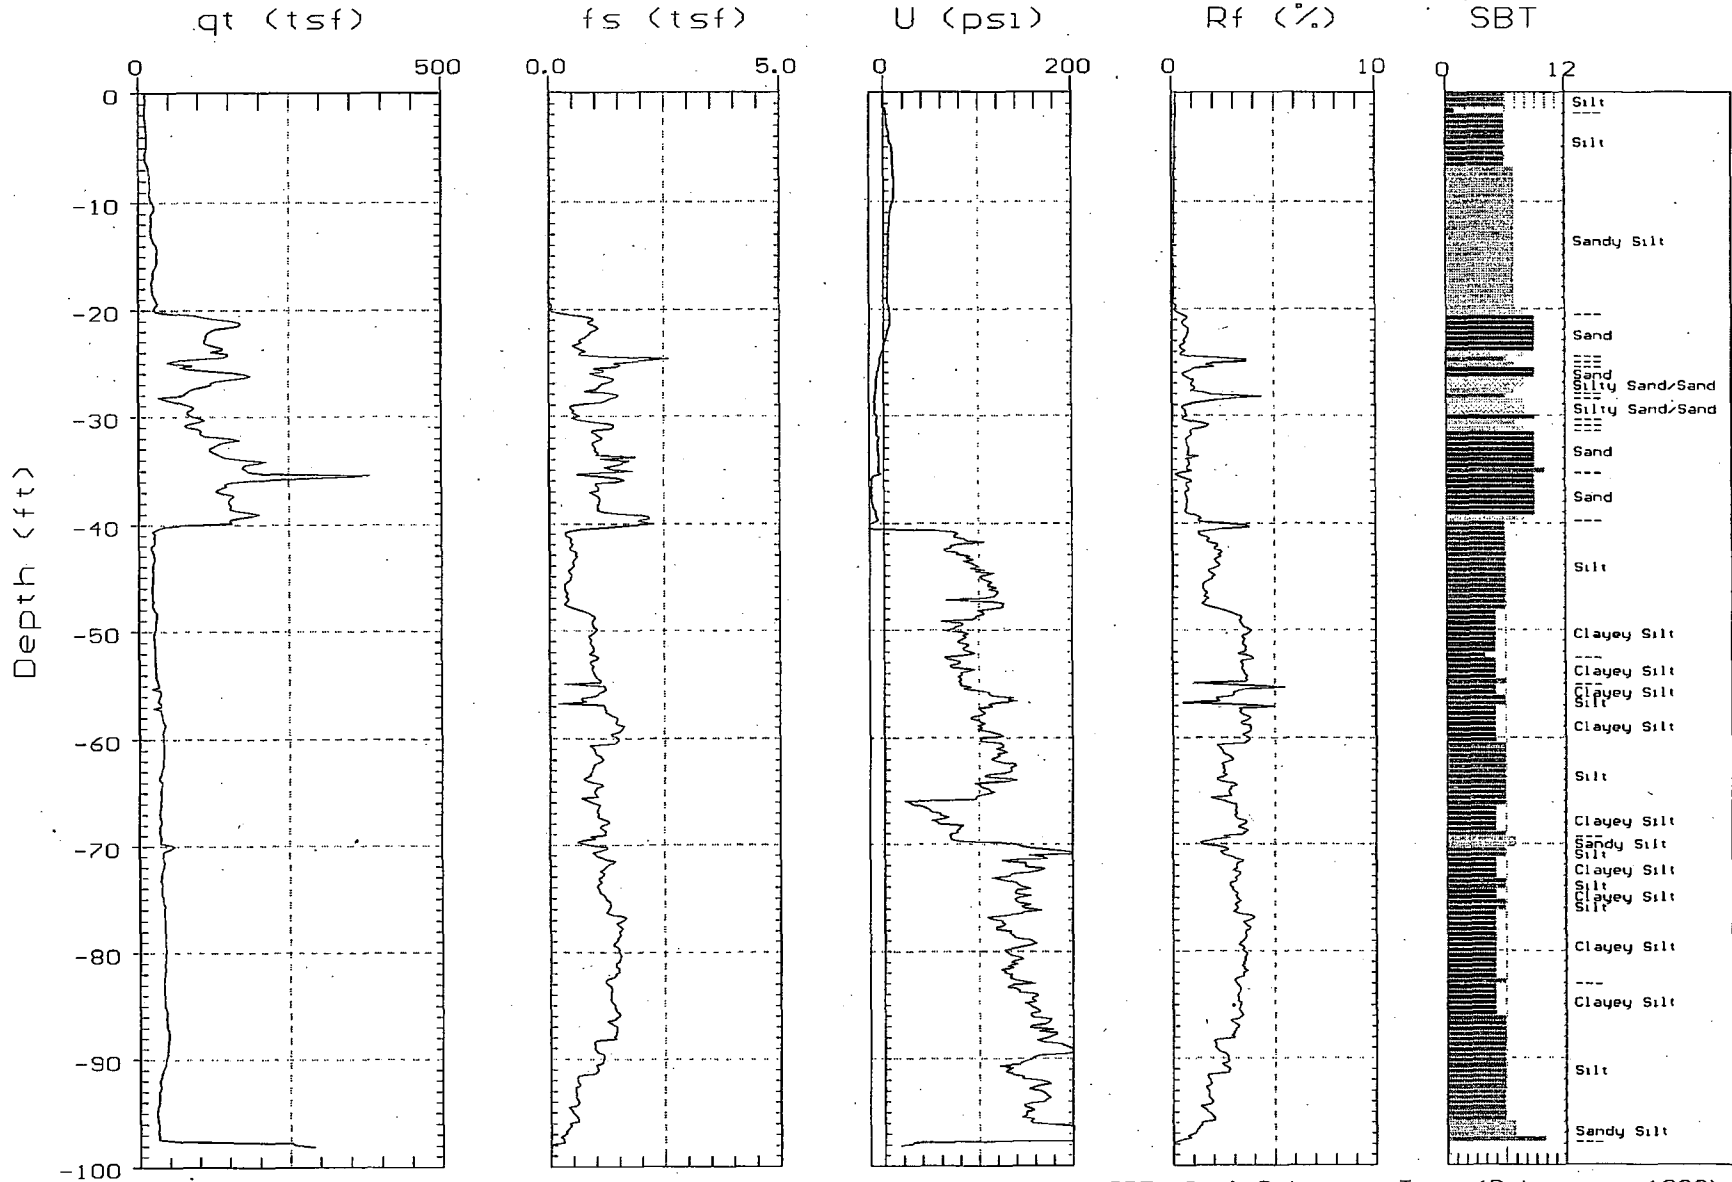 qt (tsf)
fs (tsf)
U (psi)
Rf (%)
SBT
0 500
0.0 5.0
0 200
0 10
0 12
Depth (ft)
0
-10
-20
-30
-40
-50
-60
-70
-80
-90
-100
Silt
---
Silt
Sandy Silt
---
Sand
---
---
---
Sand
Silty Sand/Sand
---
---
Silty Sand/Sand
---
---
---
Sand
---
Sand
---
Silt
Clayey Silt
---
Clayey Silt
---
Clayey Silt
Silt
Clayey Silt
Silt
Clayey Silt
---
Sandy Silt
Silt
Clayey Silt
Silt
Clayey Silt
Silt
Clayey Silt
---
Clayey Silt
Silt
Sandy Silt
---